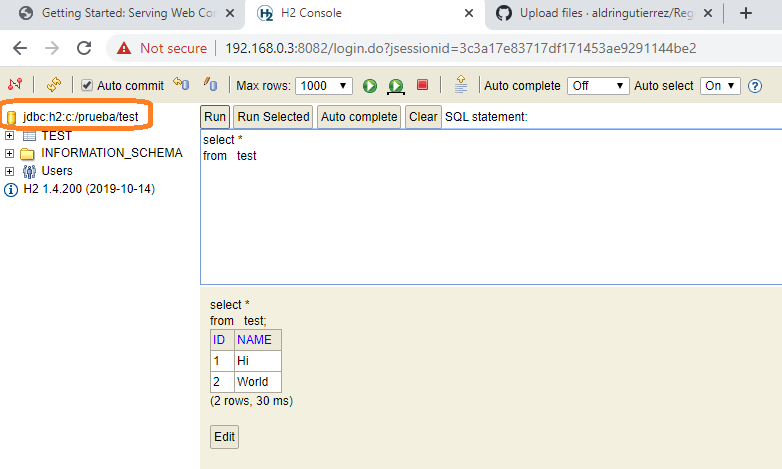 Getting Started: Serving Web Con
H2 Console
Upload files · aldringutierrez/Reg
Not secure | 192.168.0.3:8082/login.do?jsessionid=3c3a17e83717df171453ae9291144be2
Auto commit Max rows: 1000 Auto complete Off Auto select On
jdbc:h2:c:/prueba/test
TEST
INFORMATION_SCHEMA
Users
H2 1.4.200 (2019-10-14)
Run Run Selected Auto complete Clear SQL statement:
select *
from   test
select *
from   test;
ID NAME
1 Hi
2 World
(2 rows, 30 ms)
Edit